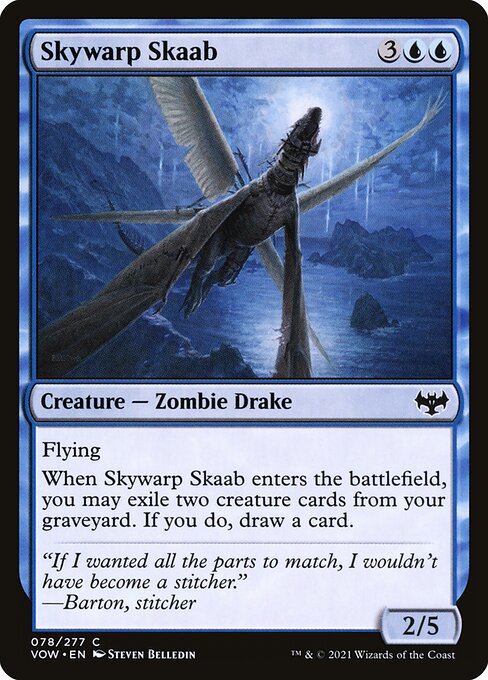 Skywarp Skaab 3
Creature — Zombie Drake
Flying
When Skywarp Skaab enters the battlefield,
you may exile two creature cards from your
graveyard. If you do, draw a card.
“If I wanted all the parts to match, I wouldn’t
have become a stitcher.”
—Barton, stitcher
2/5
078/277 C
VOW • EN Steven Belledin
™ & © 2021 Wizards of the Coast